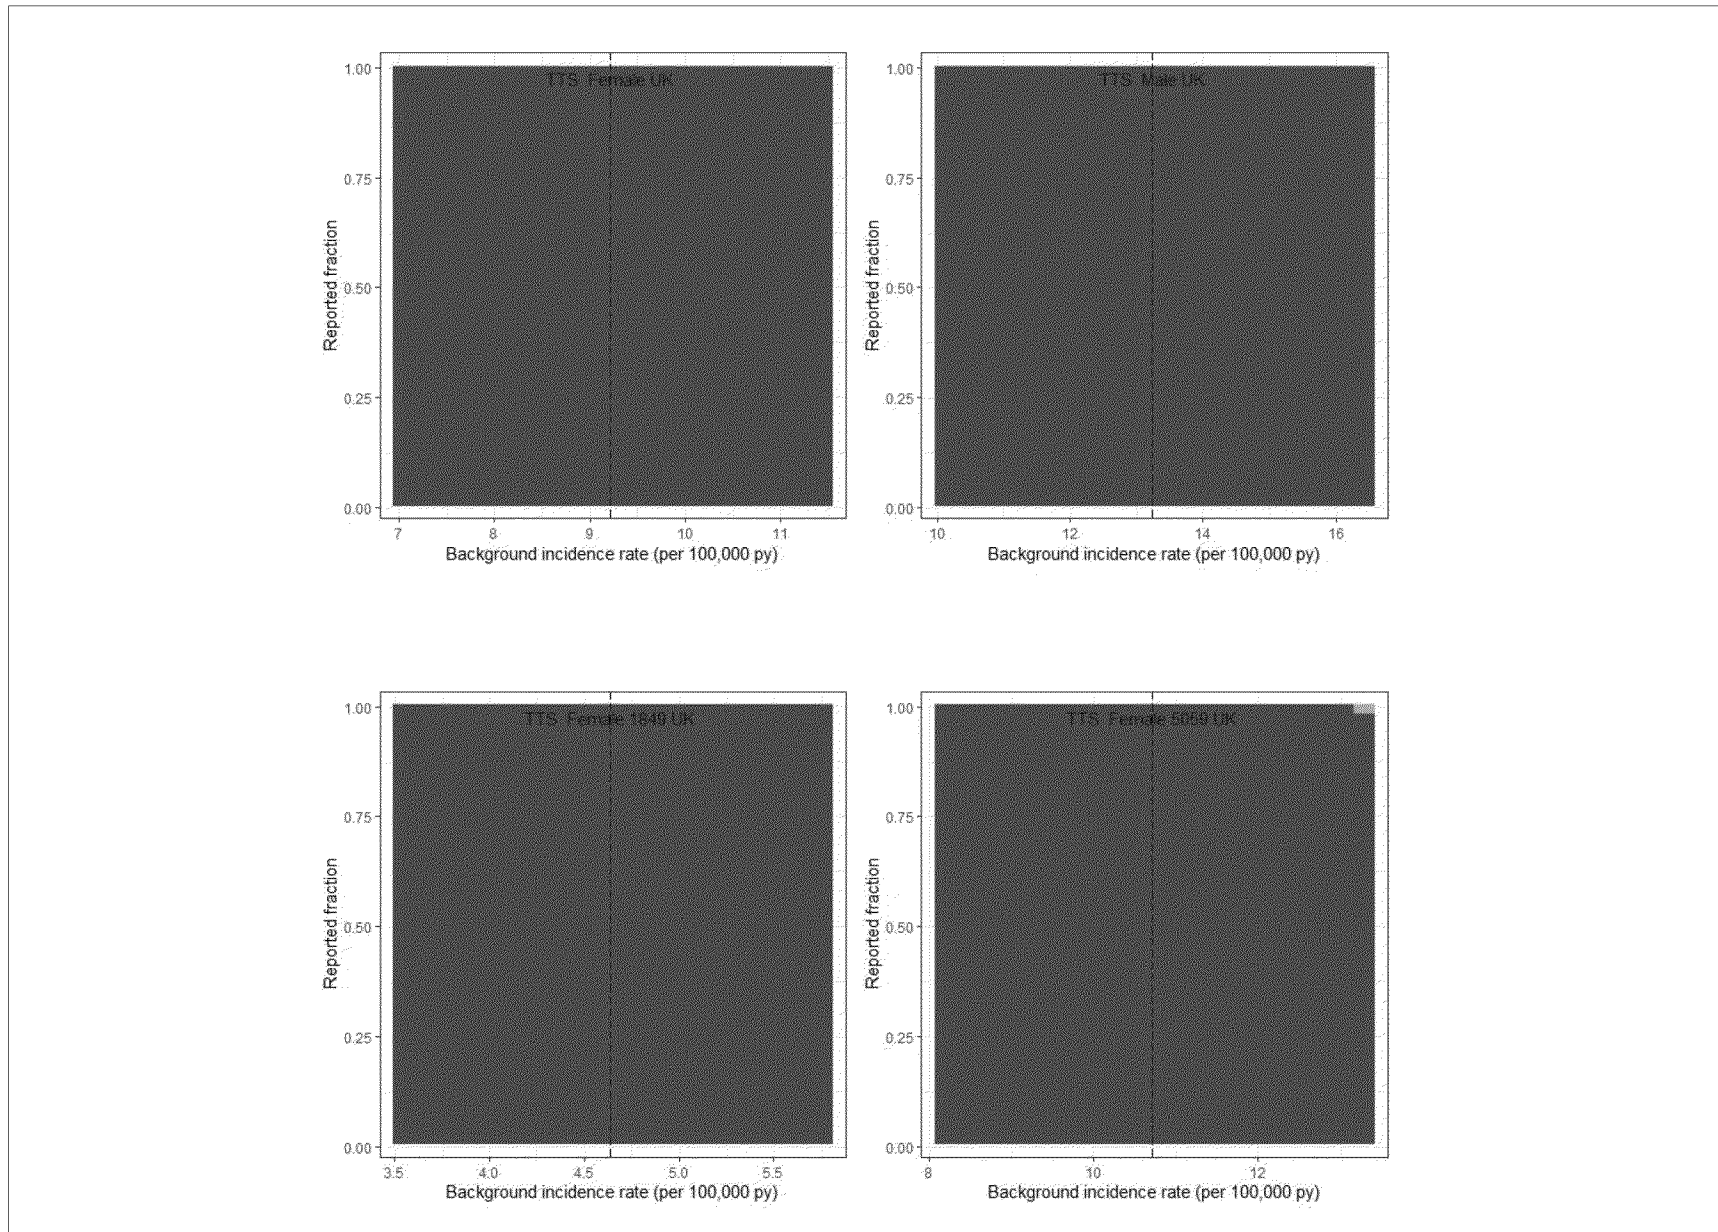 TTS Female UK
1.00
0.75
0.50
0.25
0.00
Reported fraction
7 8 9 10 11
Background incidence rate (per 100,000 py)
TTS Male UK
1.00
0.75
0.50
0.25
0.00
Reported fraction
10 12 14 16
Background incidence rate (per 100,000 py)
TTS Female 1849 UK
1.00
0.75
0.50
0.25
0.00
Reported fraction
3.5 4.0 4.5 5.0 5.5
Background incidence rate (per 100,000 py)
TTS Female 5059 UK
1.00
0.75
0.50
0.25
0.00
Reported fraction
8 10 12
Background incidence rate (per 100,000 py)